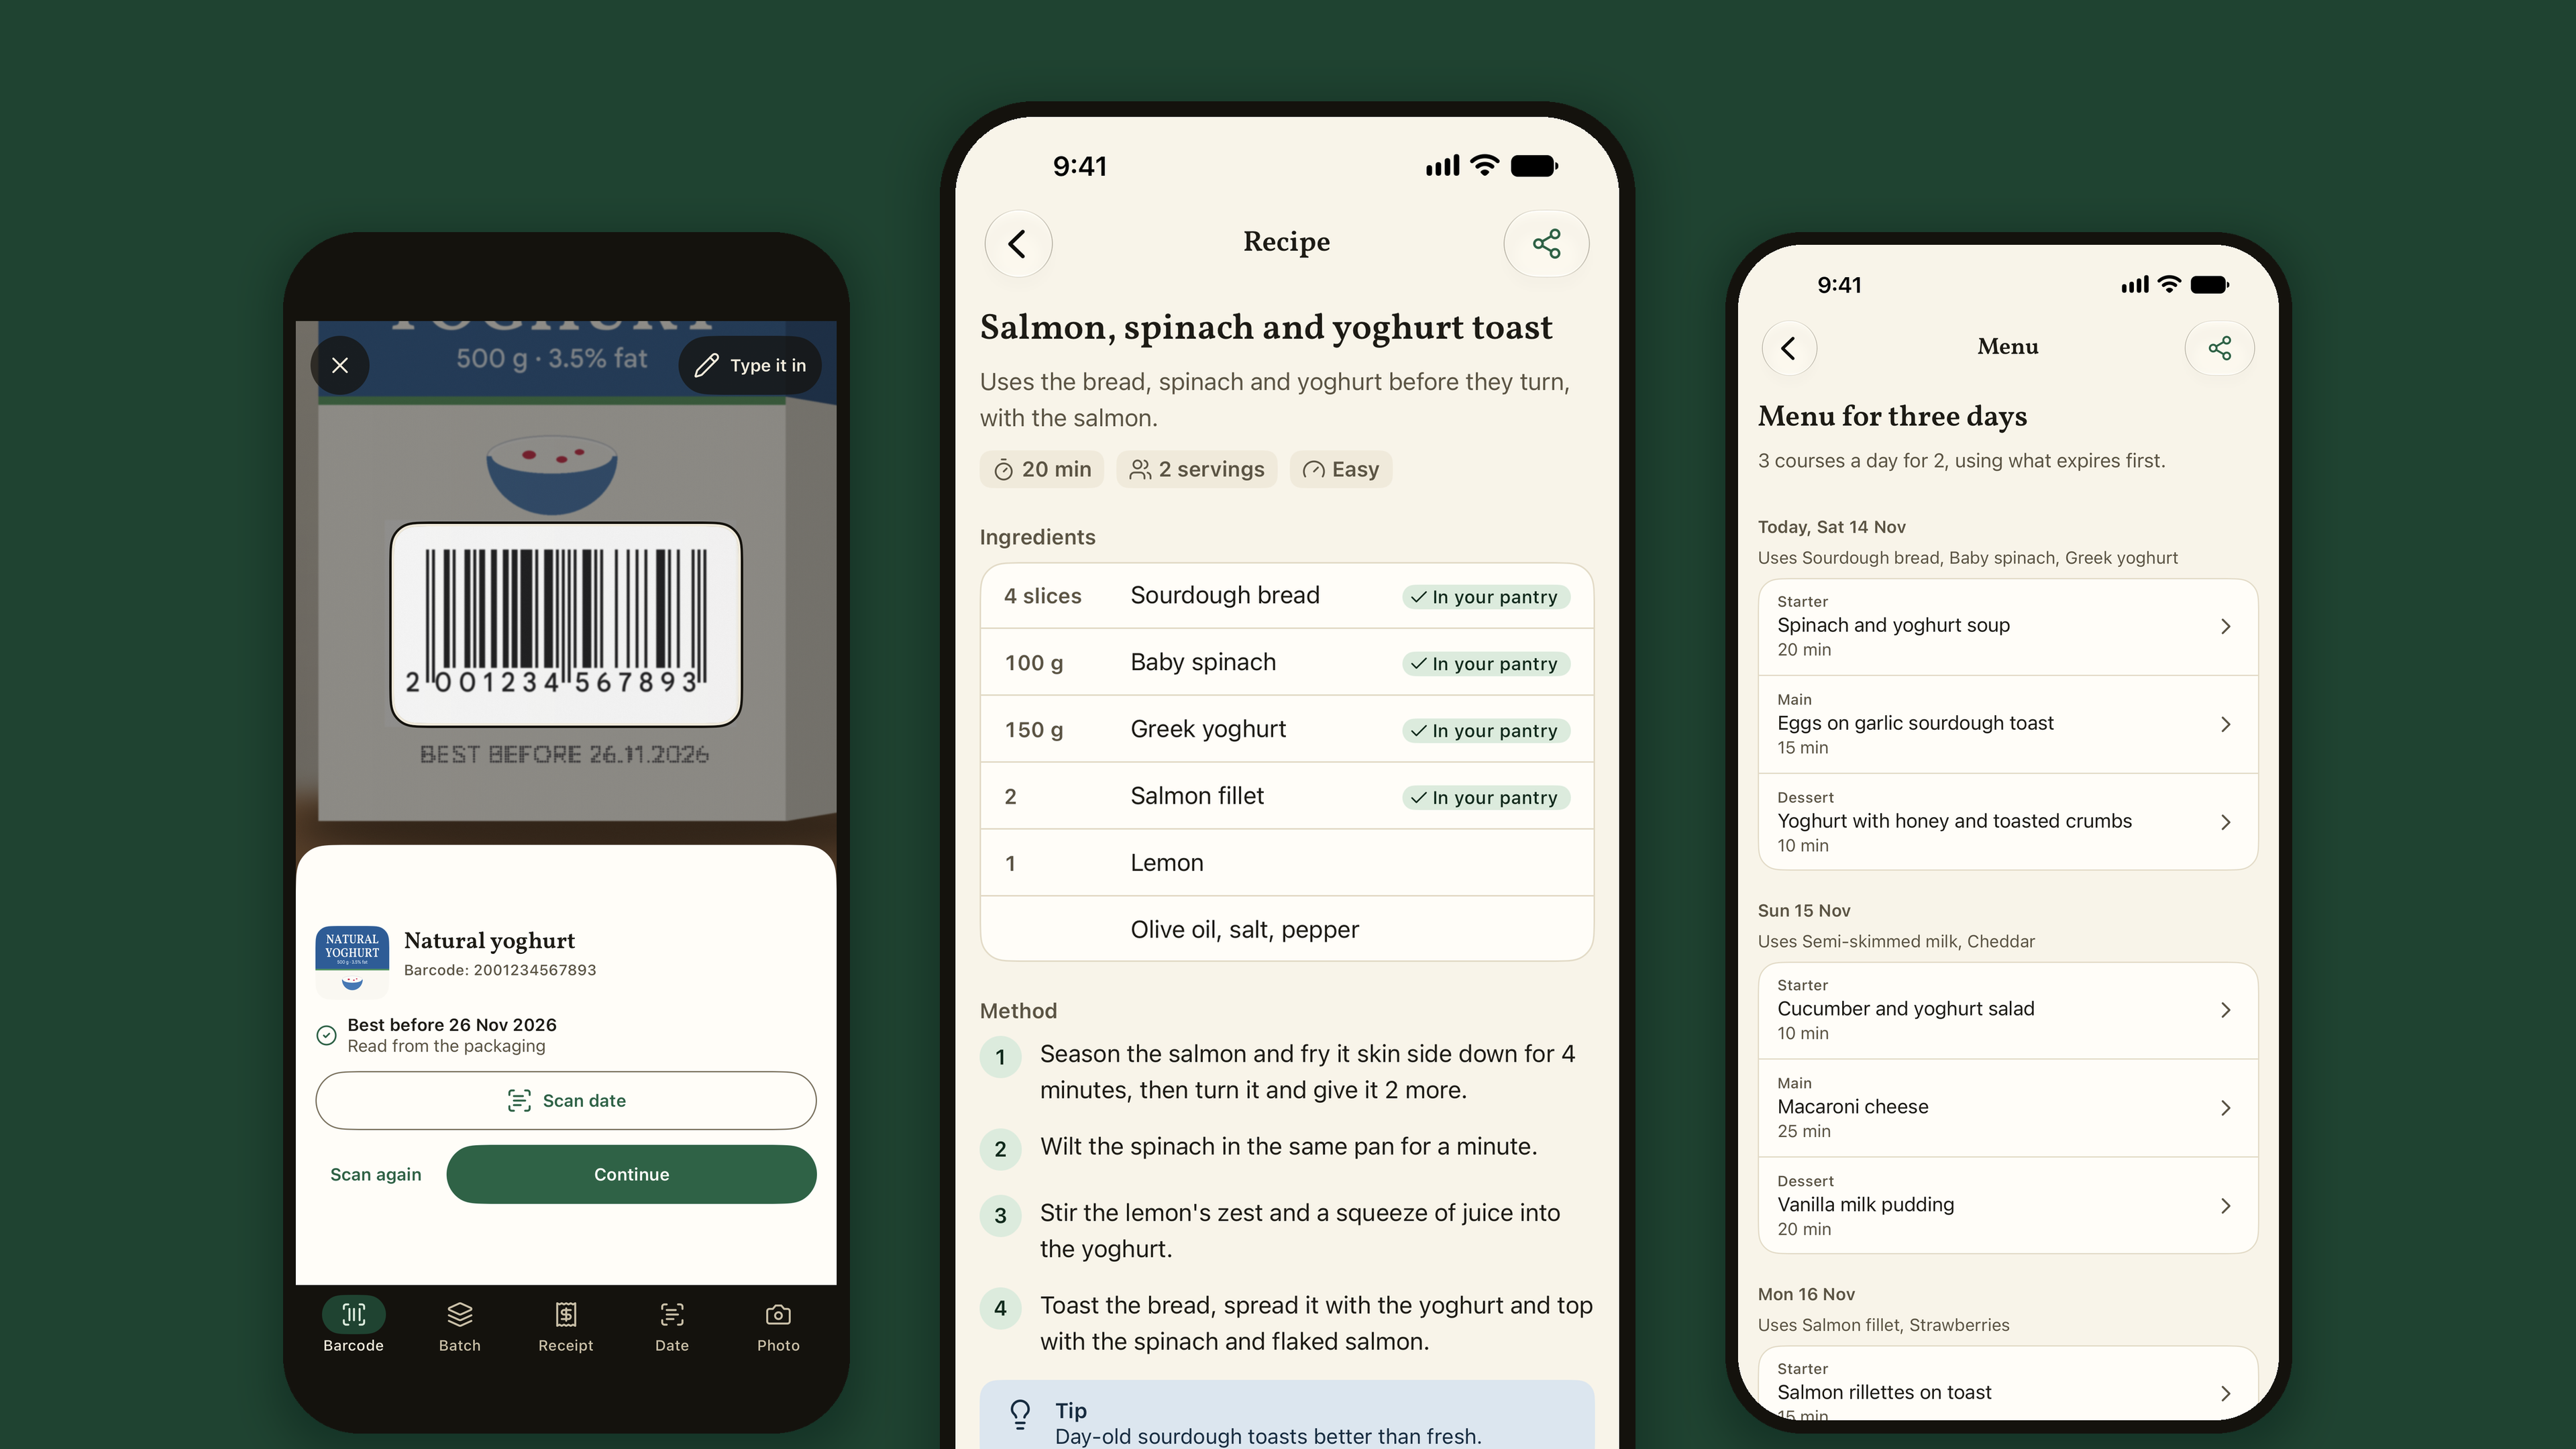 500 g · 3.5% fat
Type it in
2 001234 567893
BEST BEFORE 26.11.2026
NATURAL
YOGHURT
500 g · 3.5% fat
Natural yoghurt
Barcode: 2001234567893
Best before 26 Nov 2026
Read from the packaging
Scan date
Scan again
Continue
Barcode
Batch
Receipt
Date
Photo
9:41
Recipe
Salmon, spinach and yoghurt toast
Uses the bread, spinach and yoghurt before they turn,
with the salmon.
20 min
2 servings
Easy
Ingredients
4 slices Sourdough bread In your pantry
100 g Baby spinach In your pantry
150 g Greek yoghurt In your pantry
2 Salmon fillet In your pantry
1 Lemon
Olive oil, salt, pepper
Method
1 Season the salmon and fry it skin side down for 4
minutes, then turn it and give it 2 more.
2 Wilt the spinach in the same pan for a minute.
3 Stir the lemon's zest and a squeeze of juice into
the yoghurt.
4 Toast the bread, spread it with the yoghurt and top
with the spinach and flaked salmon.
Tip
Day-old sourdough toasts better than fresh.
9:41
Menu
Menu for three days
3 courses a day for 2, using what expires first.
Today, Sat 14 Nov
Uses Sourdough bread, Baby spinach, Greek yoghurt
Starter
Spinach and yoghurt soup
20 min
Main
Eggs on garlic sourdough toast
15 min
Dessert
Yoghurt with honey and toasted crumbs
10 min
Sun 15 Nov
Uses Semi-skimmed milk, Cheddar
Starter
Cucumber and yoghurt salad
10 min
Main
Macaroni cheese
25 min
Dessert
Vanilla milk pudding
20 min
Mon 16 Nov
Uses Salmon fillet, Strawberries
Starter
Salmon rillettes on toast
15 min